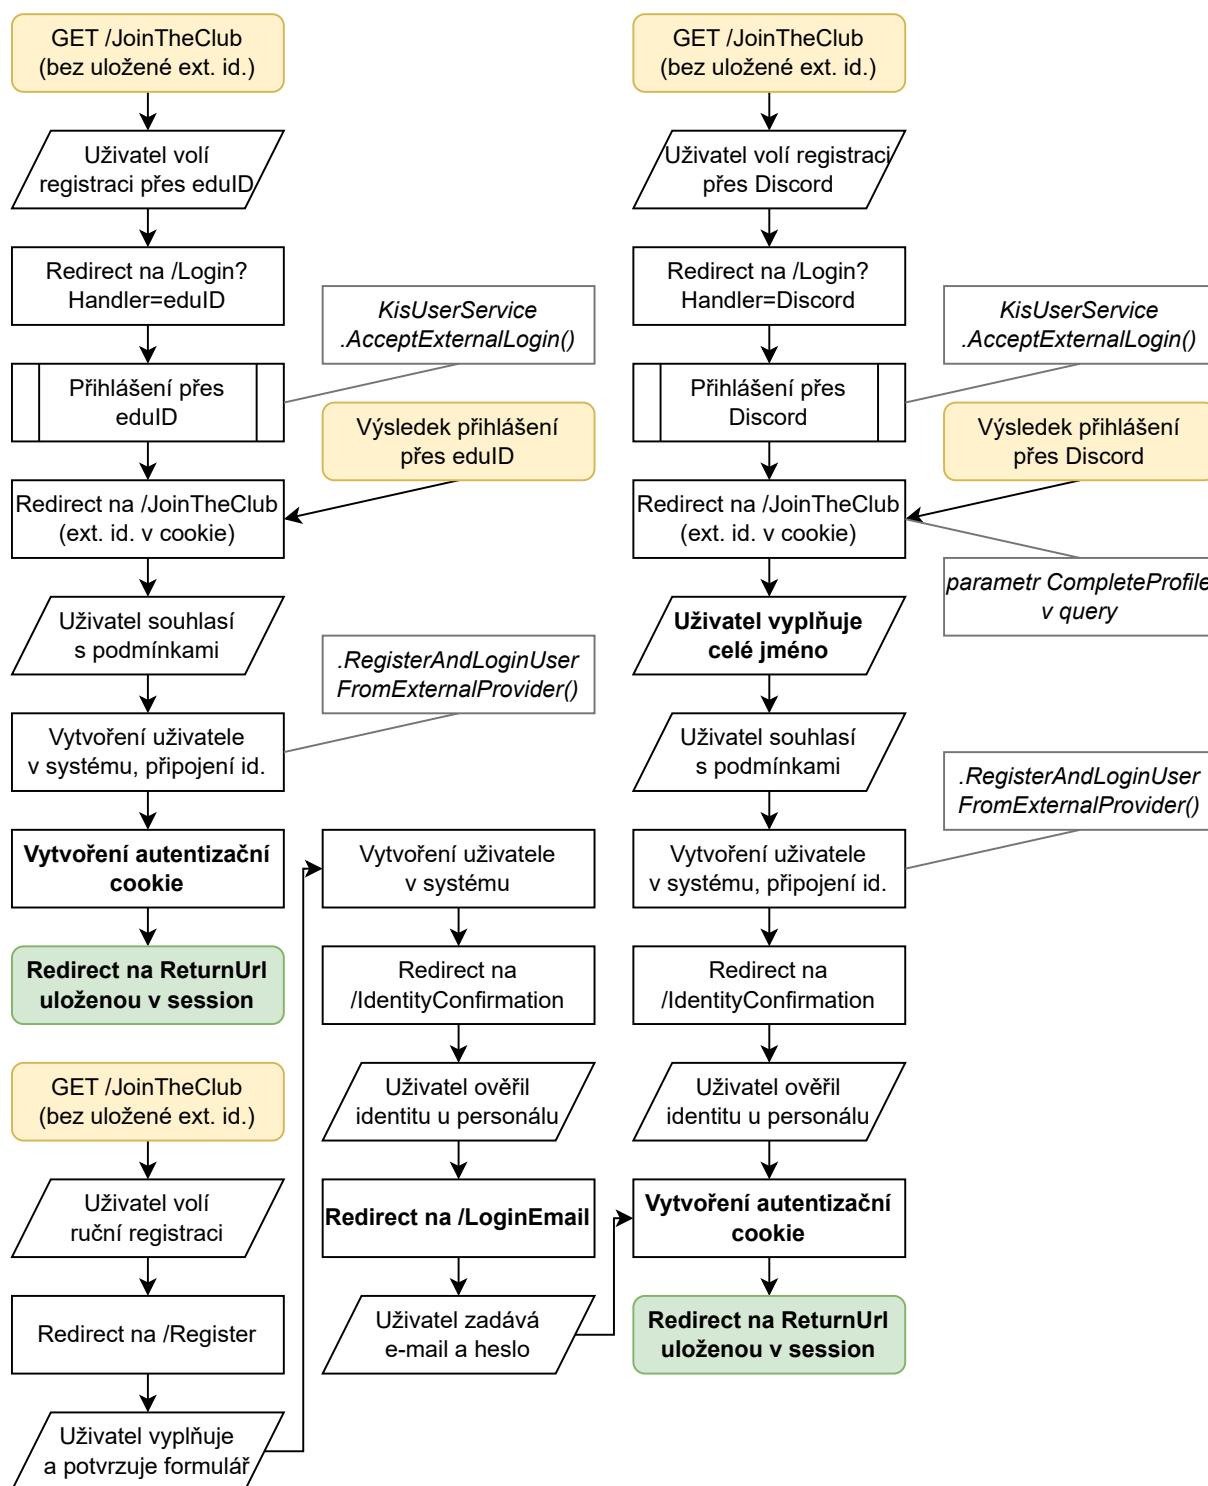 GET /JoinTheClub
(bez uložené ext. id.)
Uživatel volí
registraci přes eduID
Redirect na /Login?
Handler=eduID
KisUserService
.AcceptExternalLogin()
Přihlášení přes
eduID
Výsledek přihlášení
přes eduID
Redirect na /JoinTheClub
(ext. id. v cookie)
Uživatel souhlasí
s podmínkami
.RegisterAndLoginUser
FromExternalProvider()
Vytvoření uživatele
v systému, připojení id.
Vytvoření autentizační
cookie
Redirect na ReturnUrl
uloženou v session
GET /JoinTheClub
(bez uložené ext. id.)
Uživatel volí
ruční registraci
Redirect na /Register
Uživatel vyplňuje
a potvrzuje formulář
Vytvoření uživatele
v systému
Redirect na
/IdentityConfirmation
Uživatel ověřil
identitu u personálu
Redirect na /LoginEmail
Uživatel zadává
e-mail a heslo
GET /JoinTheClub
(bez uložené ext. id.)
Uživatel volí registraci
přes Discord
Redirect na /Login?
Handler=Discord
KisUserService
.AcceptExternalLogin()
Přihlášení přes
Discord
Výsledek přihlášení
přes Discord
Redirect na /JoinTheClub
(ext. id. v cookie)
parametr CompleteProfile
v query
Uživatel vyplňuje
celé jméno
Uživatel souhlasí
s podmínkami
.RegisterAndLoginUser
FromExternalProvider()
Vytvoření uživatele
v systému, připojení id.
Redirect na
/IdentityConfirmation
Uživatel ověřil
identitu u personálu
Vytvoření autentizační
cookie
Redirect na ReturnUrl
uloženou v session